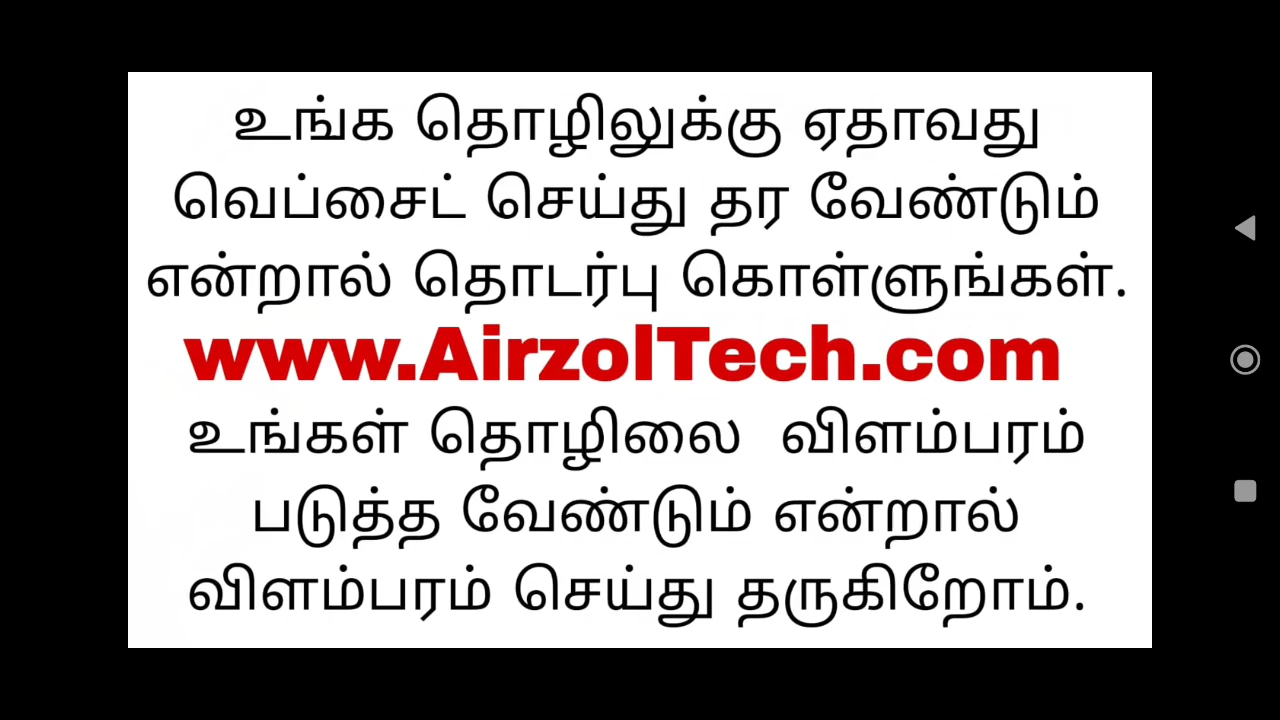 உங்க தொழிலுக்கு ஏதாவது
வெப்சைட் செய்து தர வேண்டும்
என்றால் தொடர்பு கொள்ளுங்கள்.
www.AirzolTech.com
உங்கள் தொழிலை விளம்பரம்
படுத்த வேண்டும் என்றால்
விளம்பரம் செய்து தருகிறோம்.